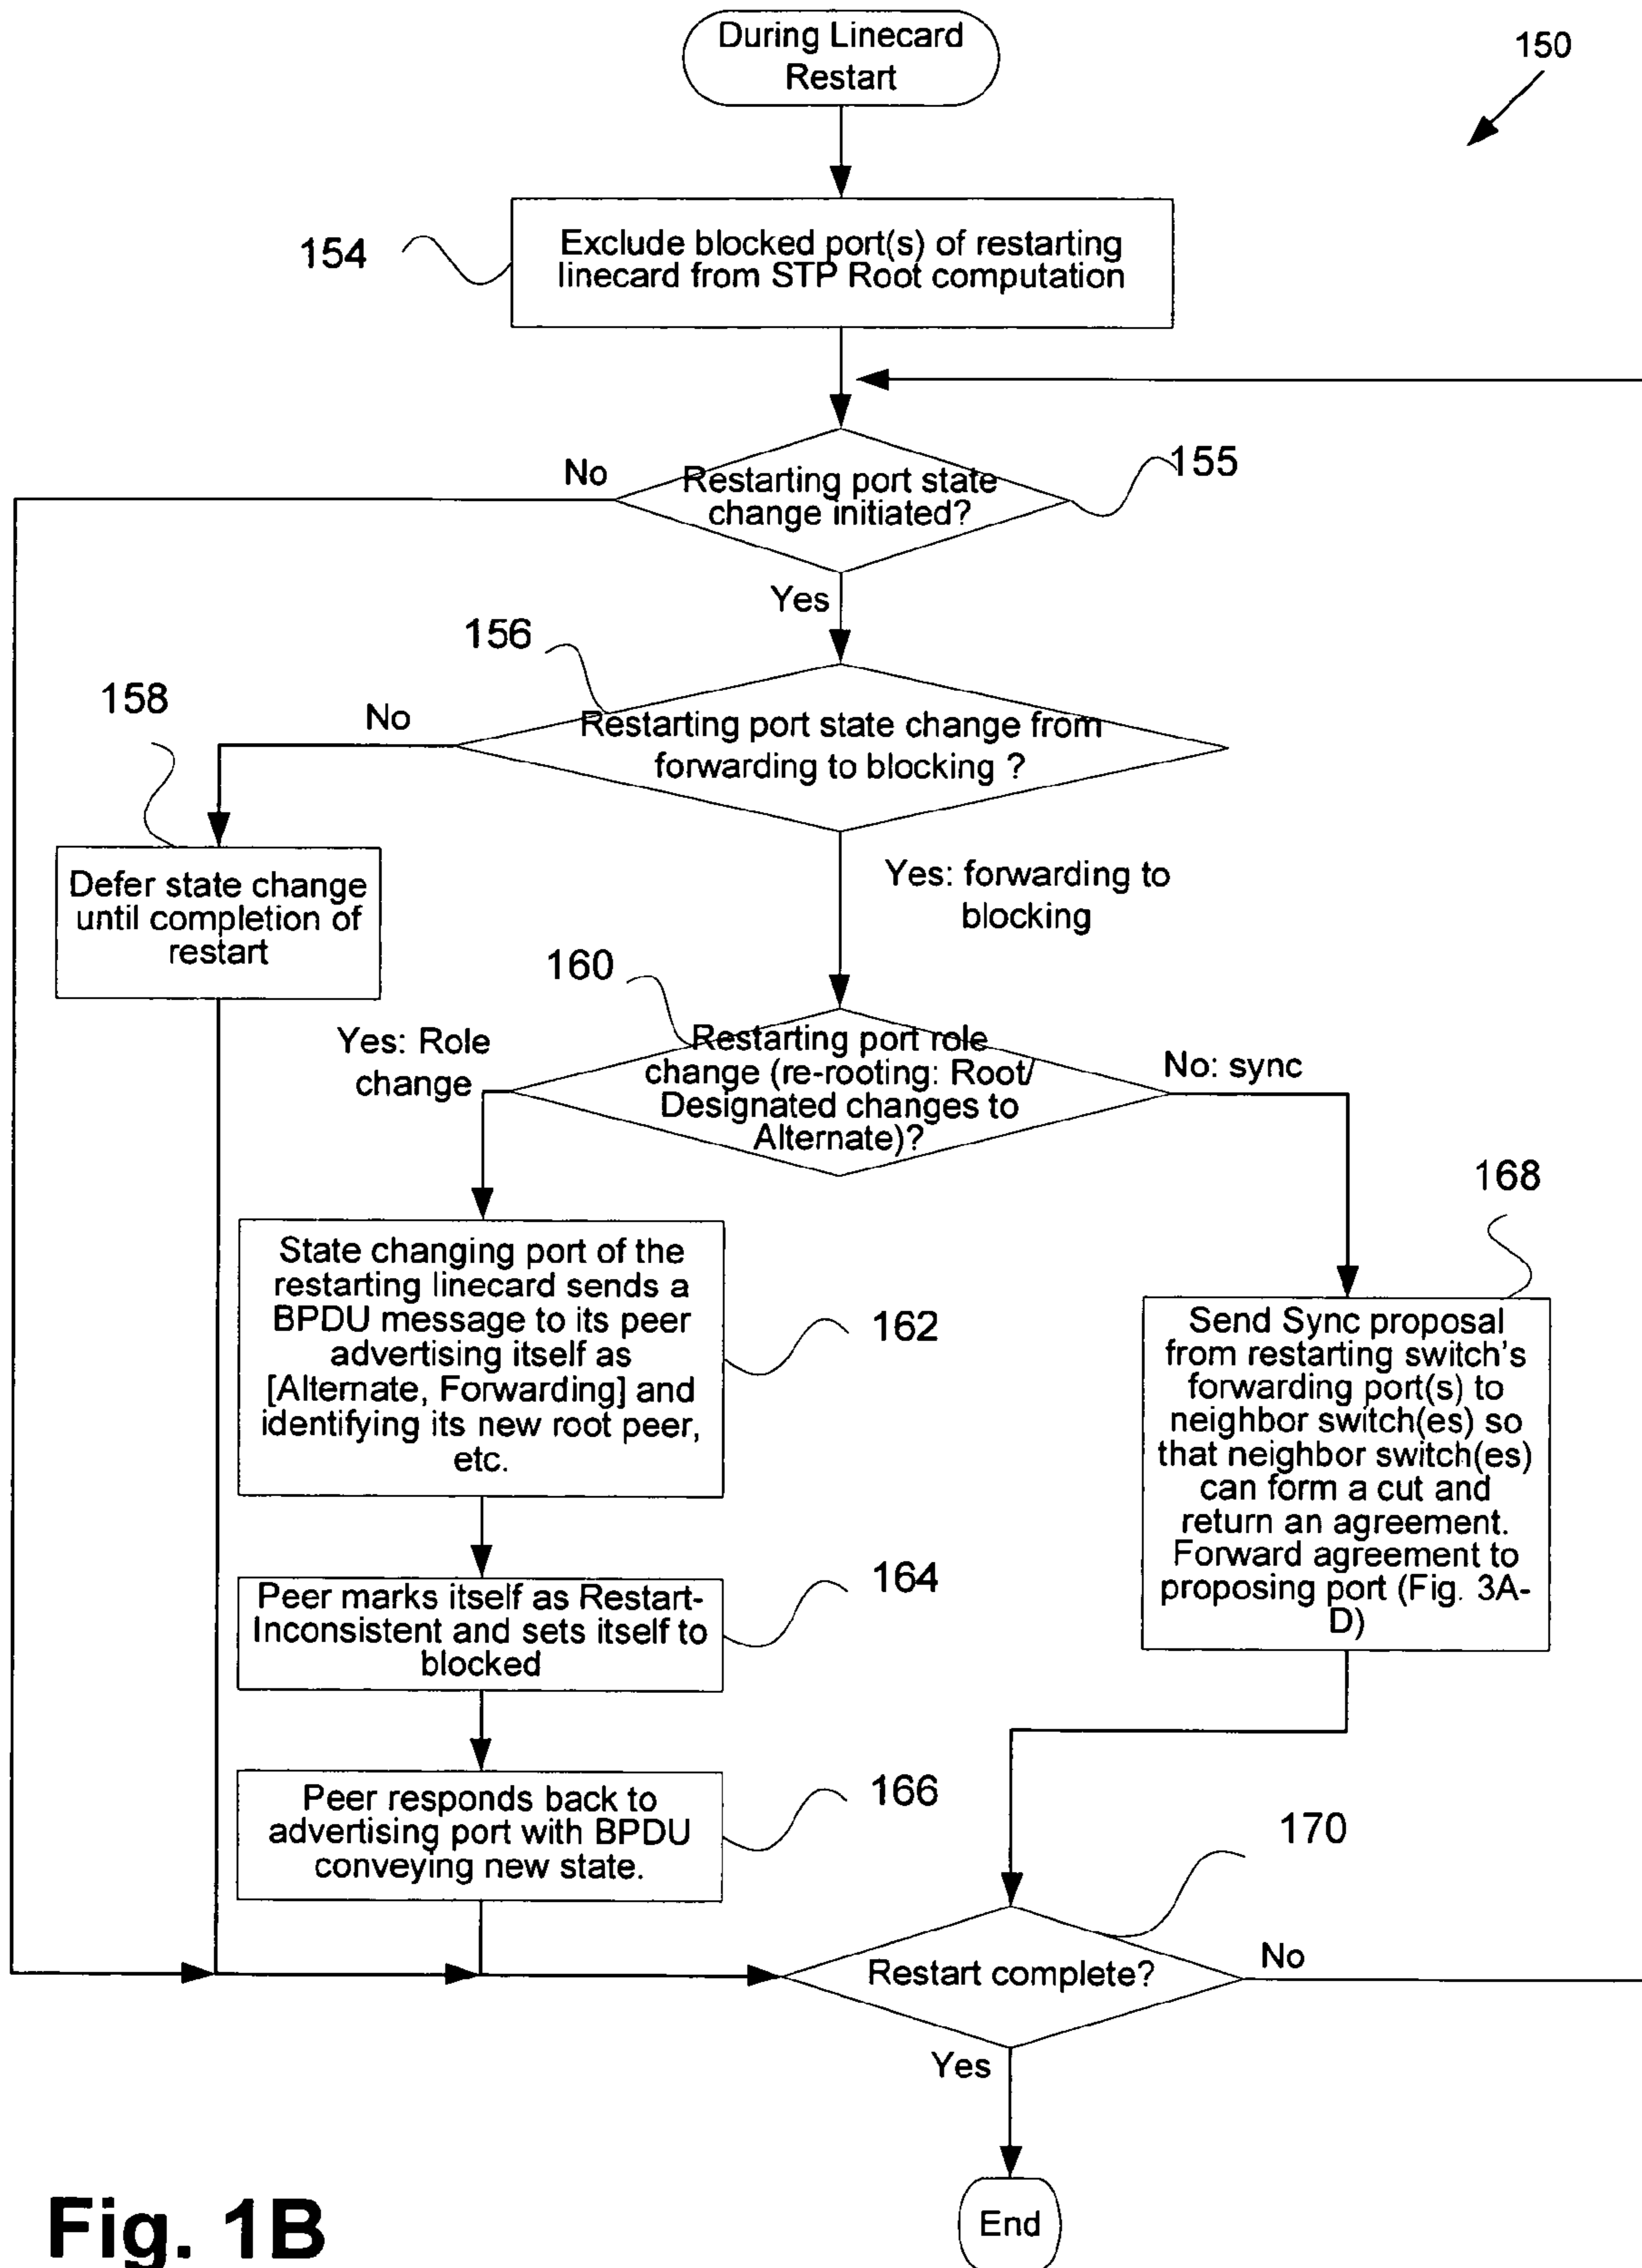 During Linecard
Restart
150
154
Exclude blocked port(s) of restarting
linecard from STP Root computation
No
Restarting port state
change initiated?
155
Yes
156
158
No
Restarting port state change from
forwarding to blocking ?
Defer state change
until completion of
restart
Yes: forwarding to
blocking
160
Yes: Role
change
Restarting port role
change (re-rooting: Root/
Designated changes to
Alternate)?
No: sync
168
State changing port of the
restarting linecard sends a
BPDU message to its peer
advertising itself as
[Alternate, Forwarding] and
identifying its new root peer,
etc.
162
Send Sync proposal
from restarting switch's
forwarding port(s) to
neighbor switch(es) so
that neighbor switch(es)
can form a cut and
return an agreement.
Forward agreement to
proposing port (Fig. 3A-
D)
164
Peer marks itself as Restart-
Inconsistent and sets itself to
blocked
166
Peer responds back to
advertising port with BPDU
conveying new state.
170
Restart complete?
No
Yes
End
Fig. 1B